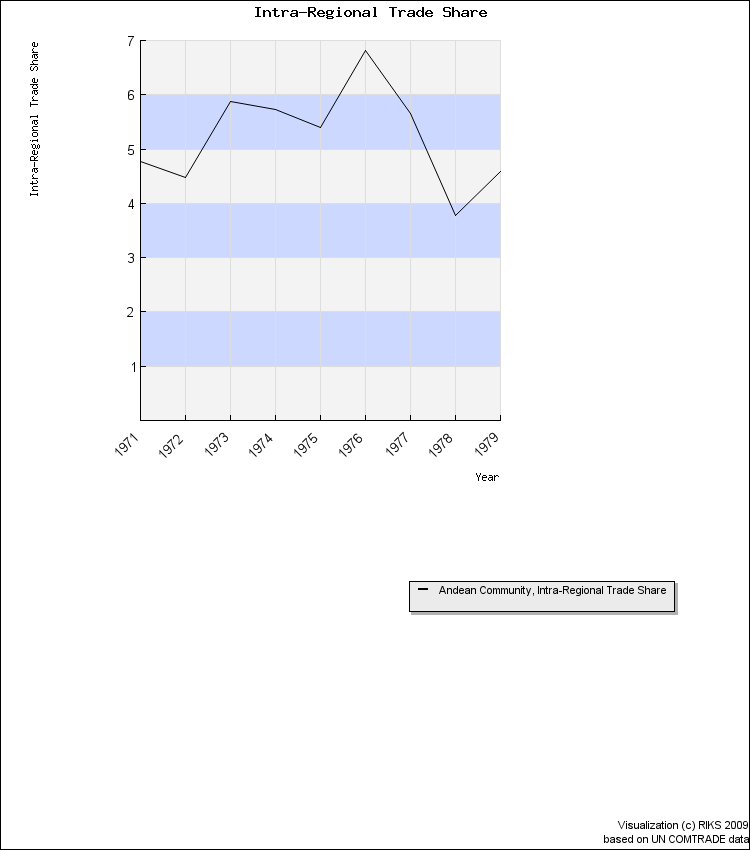 Intra-Regional Trade Share
Intra-Regional Trade Share
7
6
5
4
3
2
1
1971
1972
1973
1974
1975
1976
1977
1978
1979
Year
Andean Community, Intra-Regional Trade Share
Visualization (c) RIKS 2009
based on UN COMTRADE data